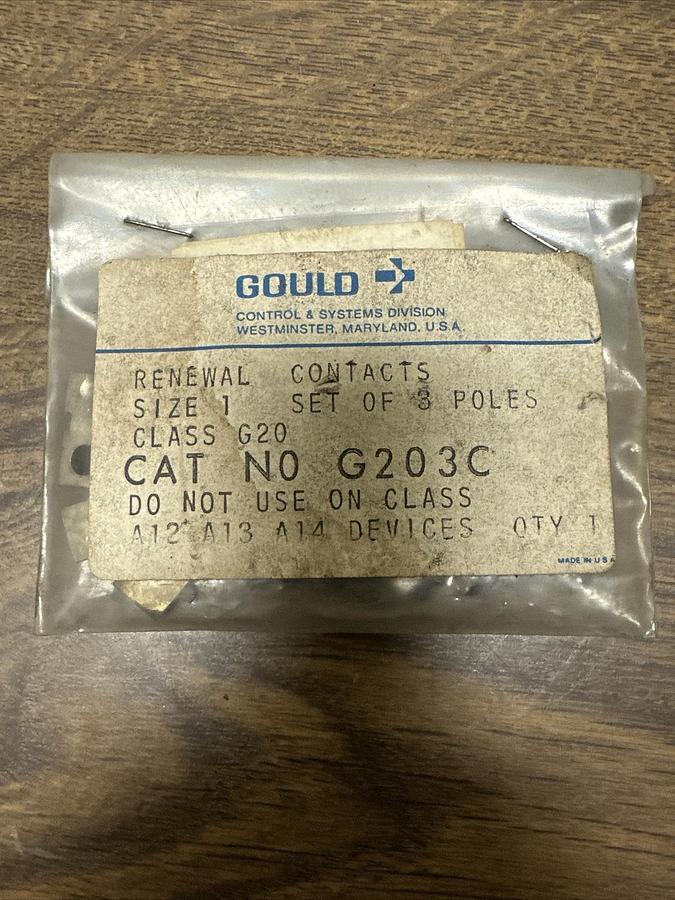 GOULD
CONTROL & SYSTEMS DIVISION
WESTMINSTER, MARYLAND, U.S.A.
RENEWAL CONTACTS
SIZE 1 SET OF 3 POLES
CLASS G20
CAT NO G203C
DO NOT USE ON CLASS
A12 A13 A14 DEVICES QTY 1
MADE IN U S A